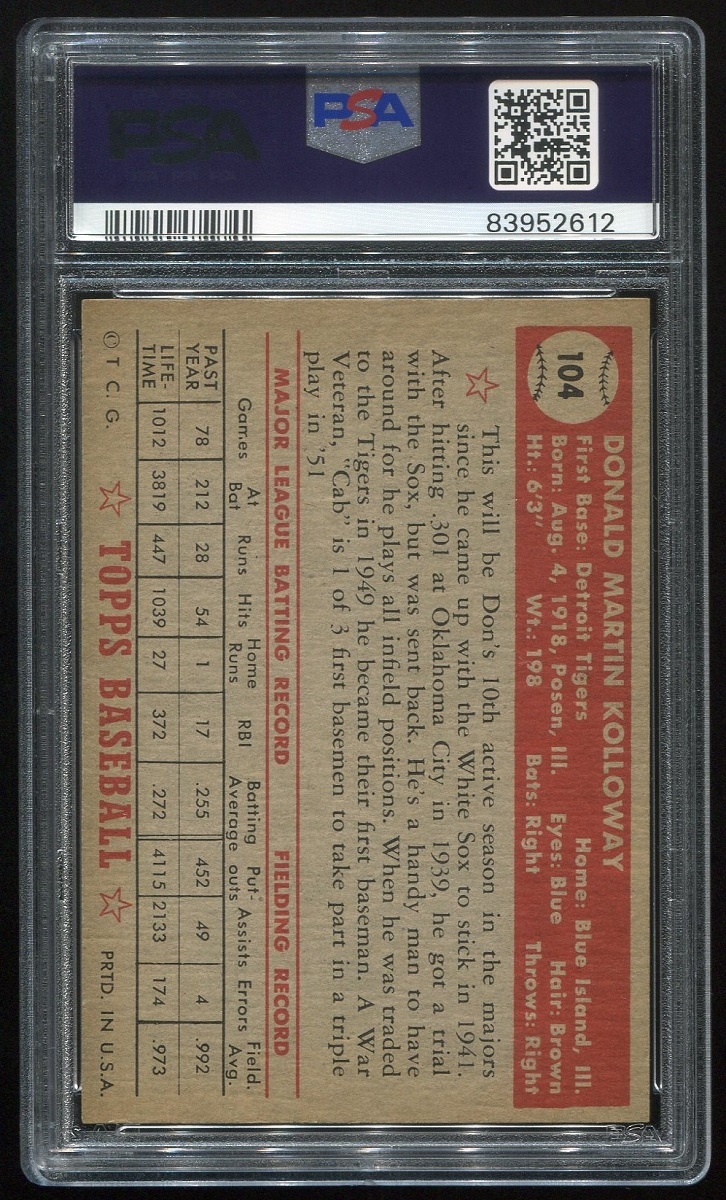 PSA
PSA
83952612
104
DONALD MARTIN KOLLOWAY
First Base: Detroit Tigers Home: Blue Island, Ill.
Born: Aug. 4, 1918, Posen, Ill. Eyes: Blue Hair: Brown
Ht.: 6'3" Wt.: 198 Bats: Right Throws: Right
This will be Don's 10th active season in the majors
since he came up with the White Sox to stick in 1941.
After hitting .301 at Oklahoma City in 1939, he got a trial
with the Sox, but was sent back. He's a handy man to have
around for he plays all infield positions. When he was traded
to the Tigers in 1949 he became their first baseman. A War
Veteran, "Cab" is 1 of 3 first basemen to take part in a triple
play in '51
MAJOR LEAGUE BATTING RECORD FIELDING RECORD
Games At Bat Runs Hits Home Runs RBI Batting Average Put-outs Assists Errors Field. Avg.
PAST YEAR 78 212 28 54 1 17 .255 452 49 4 .992
LIFE-TIME 1012 3819 447 1039 27 372 .272 4115 2133 174 .973
© T. C. G. TOPPS BASEBALL PRTD. IN U.S.A.
PSA